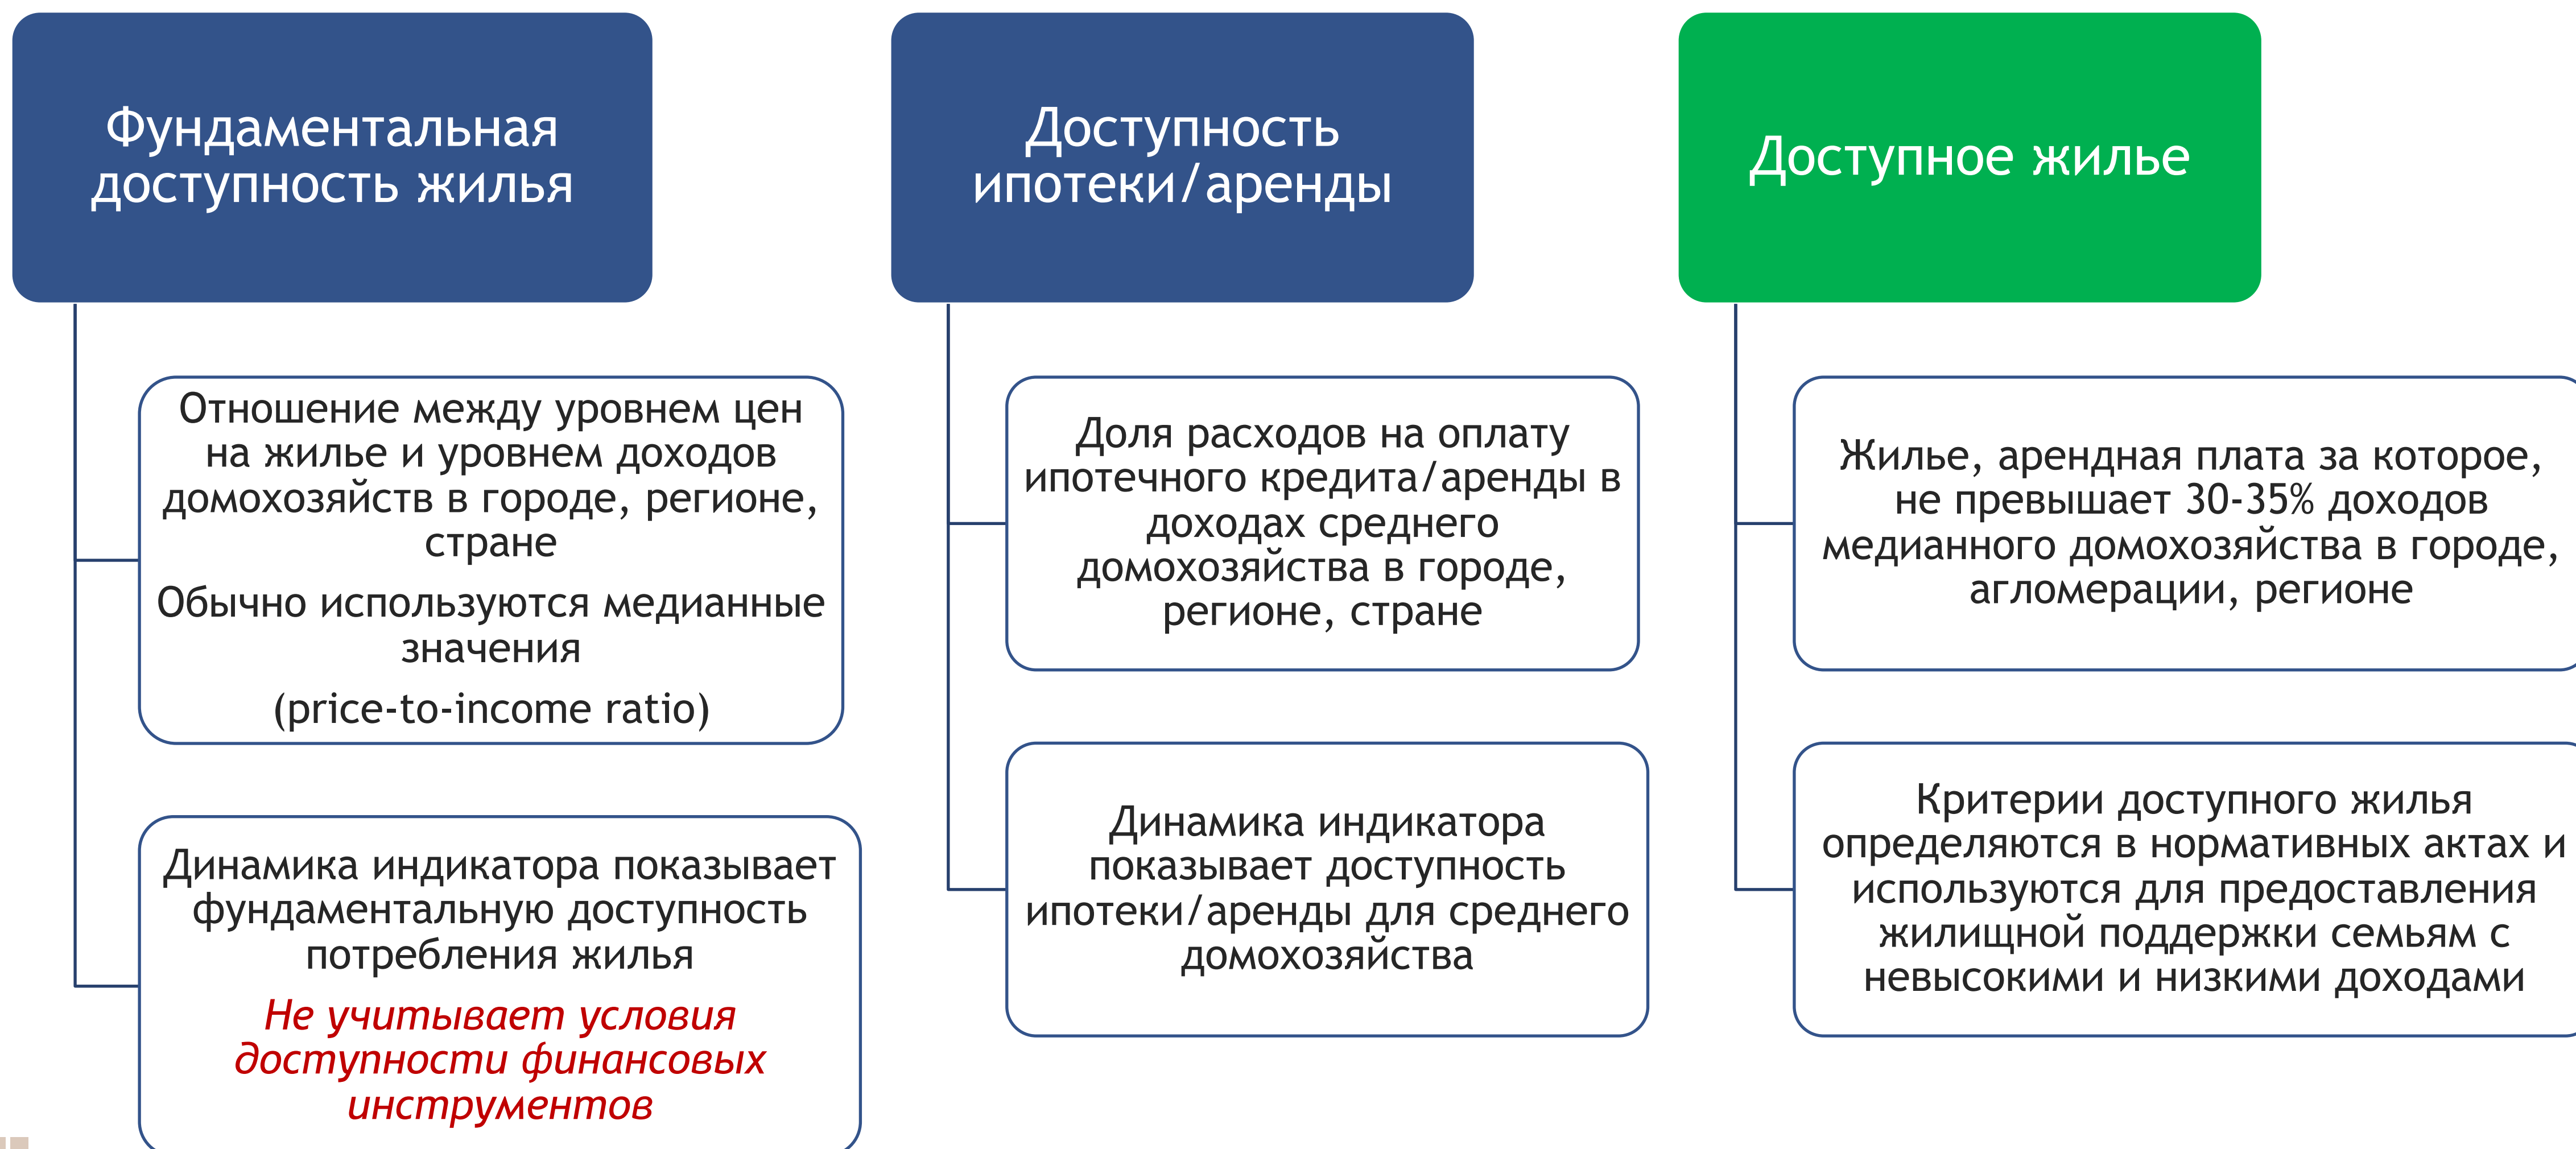 Фундаментальная
доступность жилья
Отношение между уровнем цен
на жилье и уровнем доходов
домохозяйств в городе, регионе,
стране
Обычно используются медианные
значения
(price-to-income ratio)
Динамика индикатора показывает
фундаментальную доступность
потребления жилья
Не учитывает условия
доступности финансовых
инструментов
Доступность
ипотеки/аренды
Доля расходов на оплату
ипотечного кредита/аренды в
доходах среднего
домохозяйства в городе,
регионе, стране
Динамика индикатора
показывает доступность
ипотеки/аренды для среднего
домохозяйства
Доступное жилье
Жилье, арендная плата за которое,
не превышает 30-35% доходов
медианного домохозяйства в городе,
агломерации, регионе
Критерии доступного жилья
определяются в нормативных актах и
используются для предоставления
жилищной поддержки семьям с
невысокими и низкими доходами